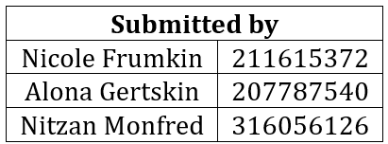 Submitted by
Nicole Frumkin 211615372
Alona Gertskin 207787540
Nitzan Monfred 316056126